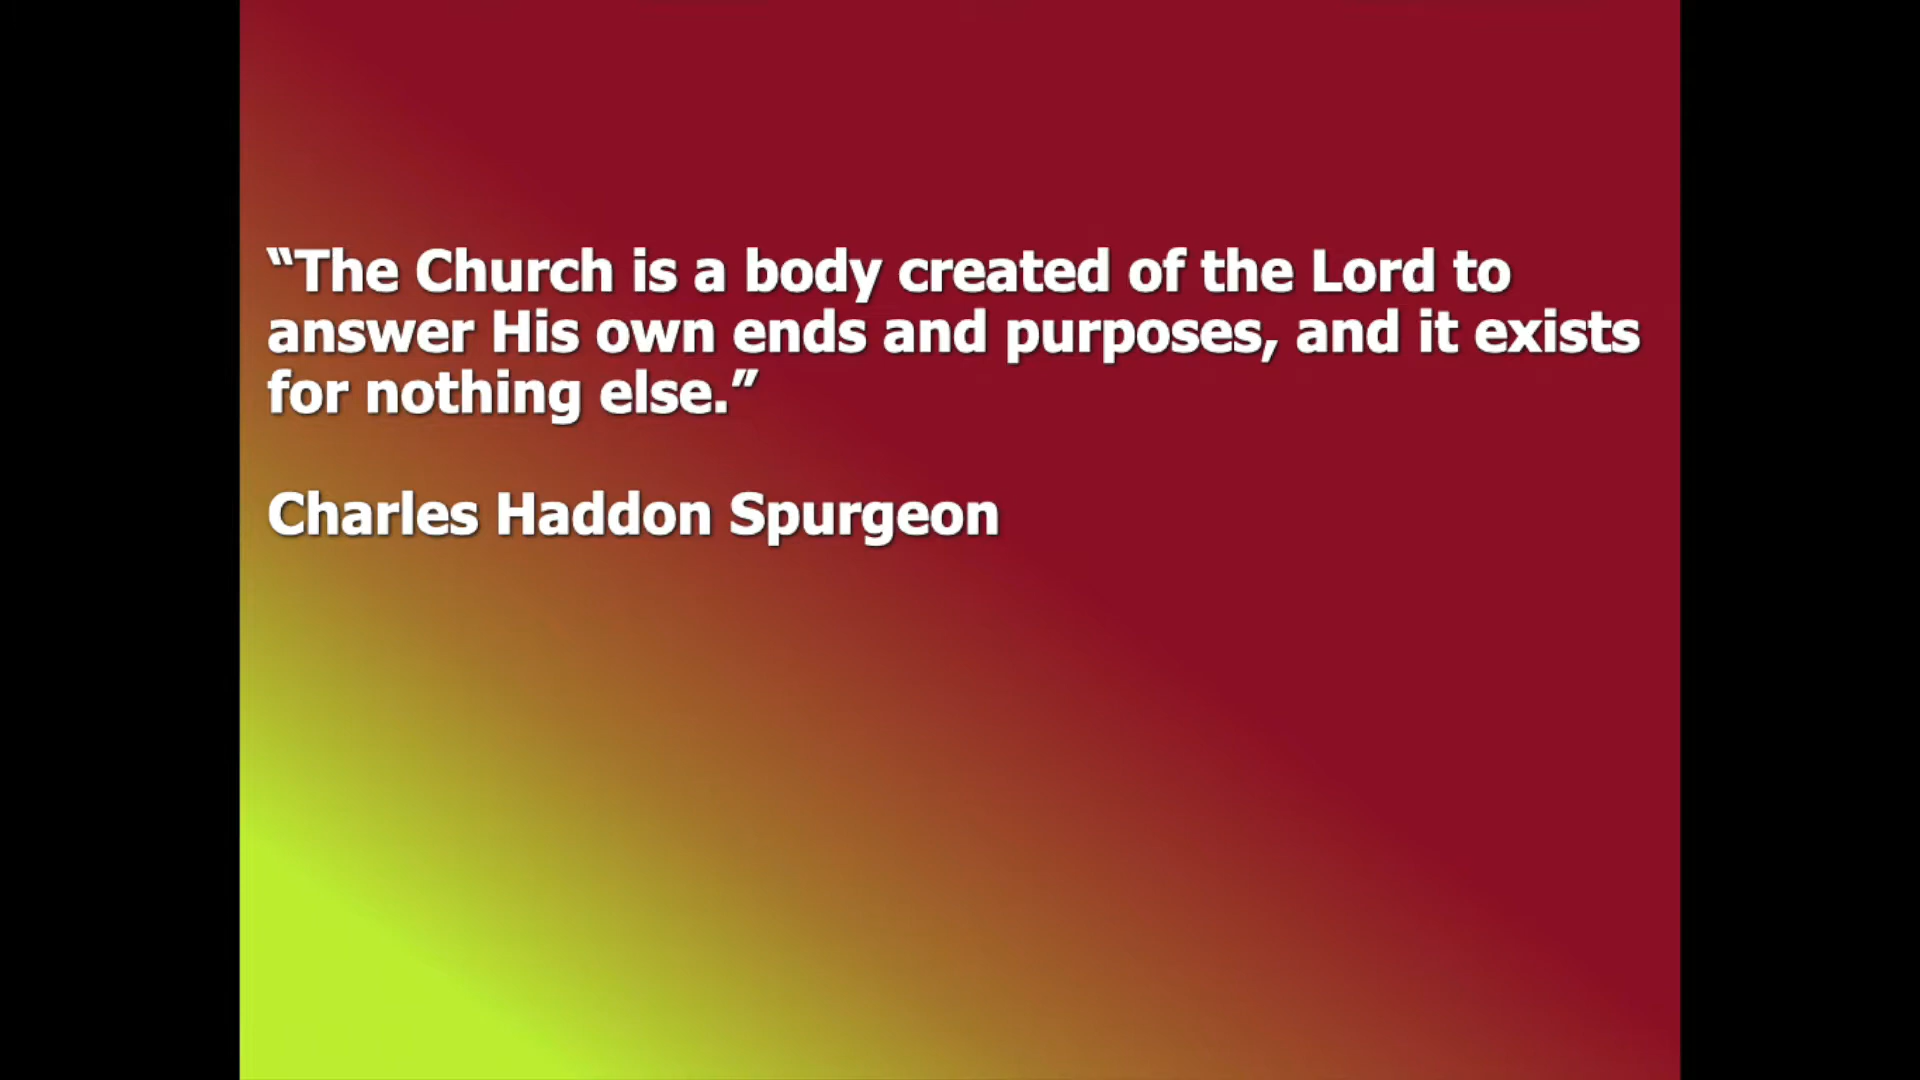 “The Church is a body created of the Lord to
answer His own ends and purposes, and it exists
for nothing else.”
Charles Haddon Spurgeon